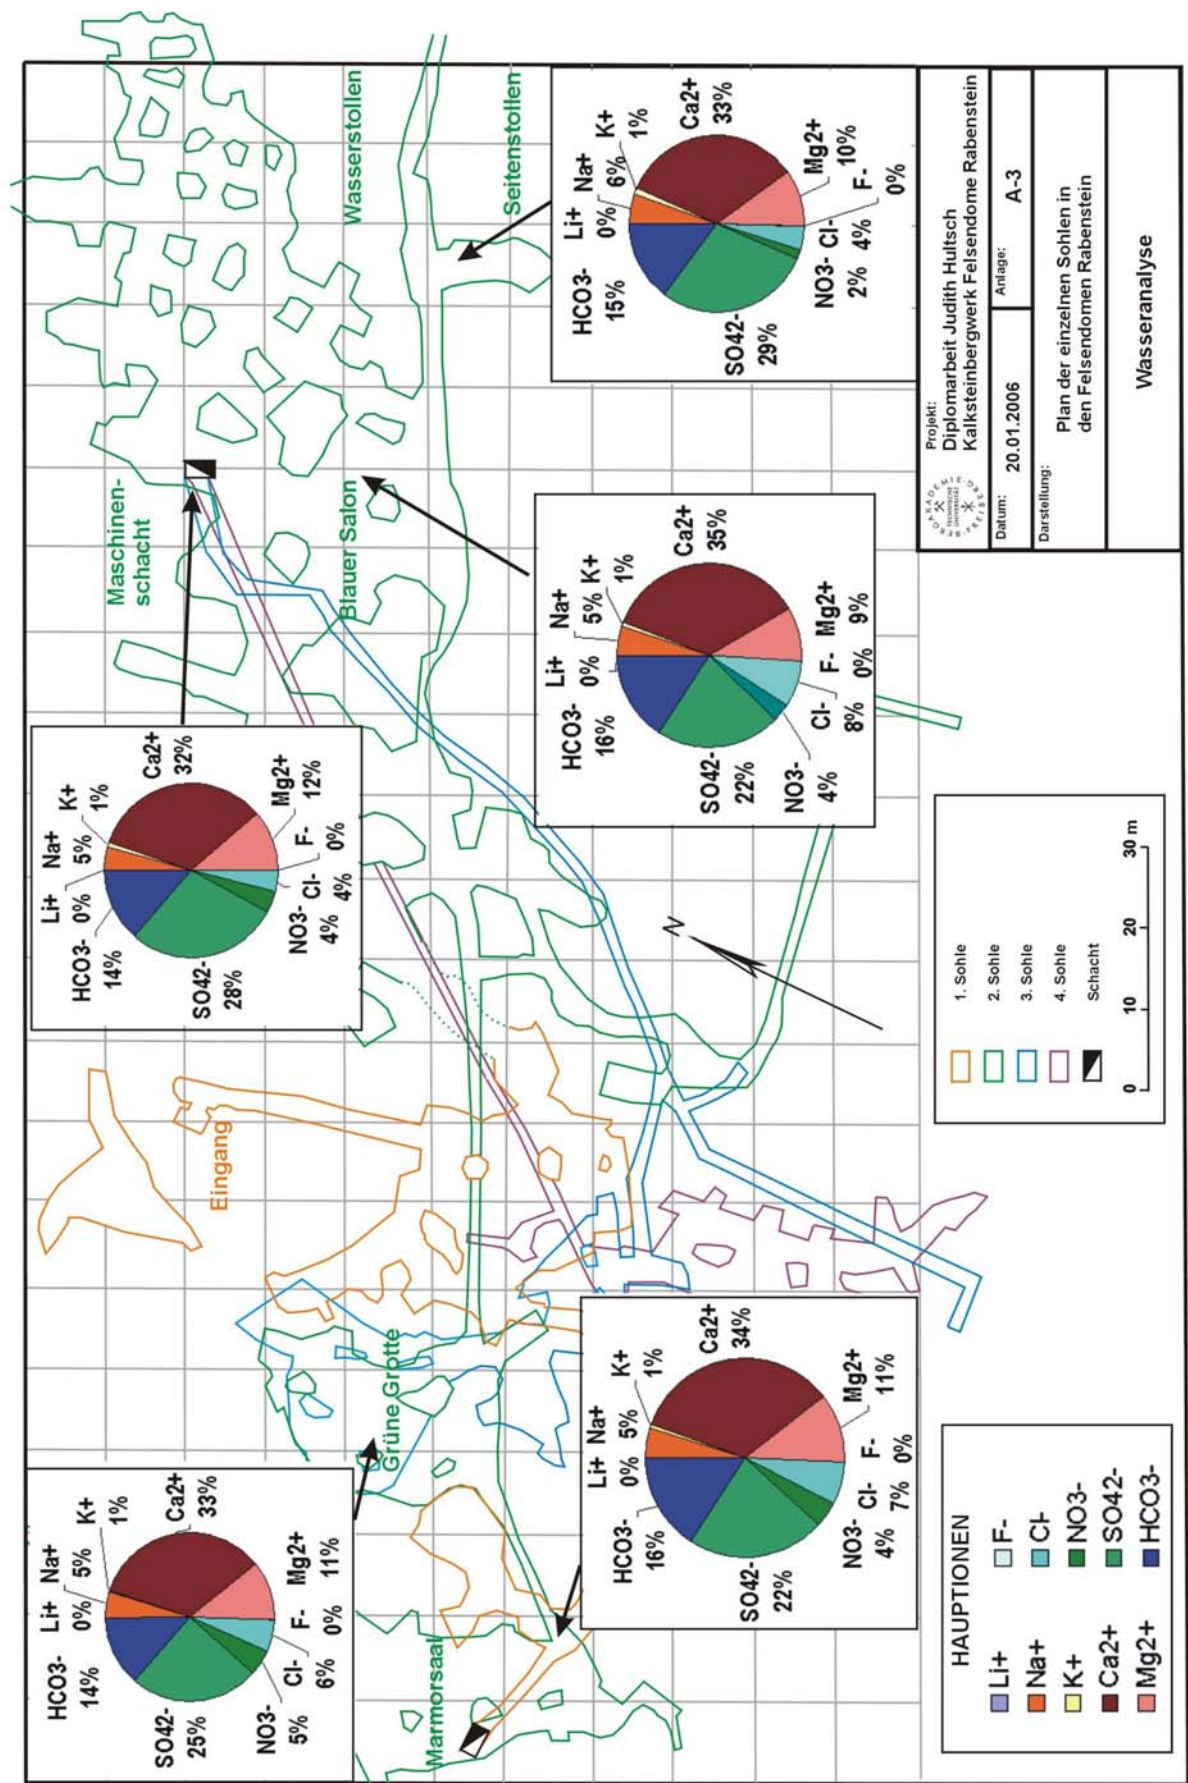 Wasserstollen
Seitenstollen
Maschinen-
schacht
Blauer Salon
Eingang
Grüne Grotte
Marmorsaal
N
HCO3-
14%
Li+
0%
Na+
5%
K+
1%
Ca2+
33%
Mg2+
11%
F-
0%
Cl-
6%
NO3-
5%
SO42-
25%
HCO3-
14%
Li+
0%
Na+
5%
K+
1%
Ca2+
32%
Mg2+
12%
F-
0%
Cl-
4%
NO3-
4%
SO42-
28%
HCO3-
16%
Li+
0%
Na+
5%
K+
1%
Ca2+
34%
Mg2+
11%
F-
0%
Cl-
7%
NO3-
4%
SO42-
22%
HCO3-
16%
Li+
0%
Na+
5%
K+
1%
Ca2+
35%
Mg2+
9%
F-
0%
Cl-
8%
NO3-
4%
SO42-
22%
HCO3-
15%
Li+
0%
Na+
6%
K+
1%
Ca2+
33%
Mg2+
10%
F-
0%
Cl-
4%
NO3-
2%
SO42-
29%
HAUPTIONEN
Li+
Na+
K+
Ca2+
Mg2+
F-
Cl-
NO3-
SO42-
HCO3-
1. Sohle
2. Sohle
3. Sohle
4. Sohle
Schacht
0 10 20 30 m
Projekt:
Diplomarbeit Judith Hultsch
Kalksteinbergwerk Felsendome Rabenstein
TECHNISCHE
UNIVERSITÄT
Datum: 20.01.2006
Anlage: A-3
Darstellung:
Plan der einzelnen Sohlen in
den Felsendomen Rabenstein
Wasseranalyse